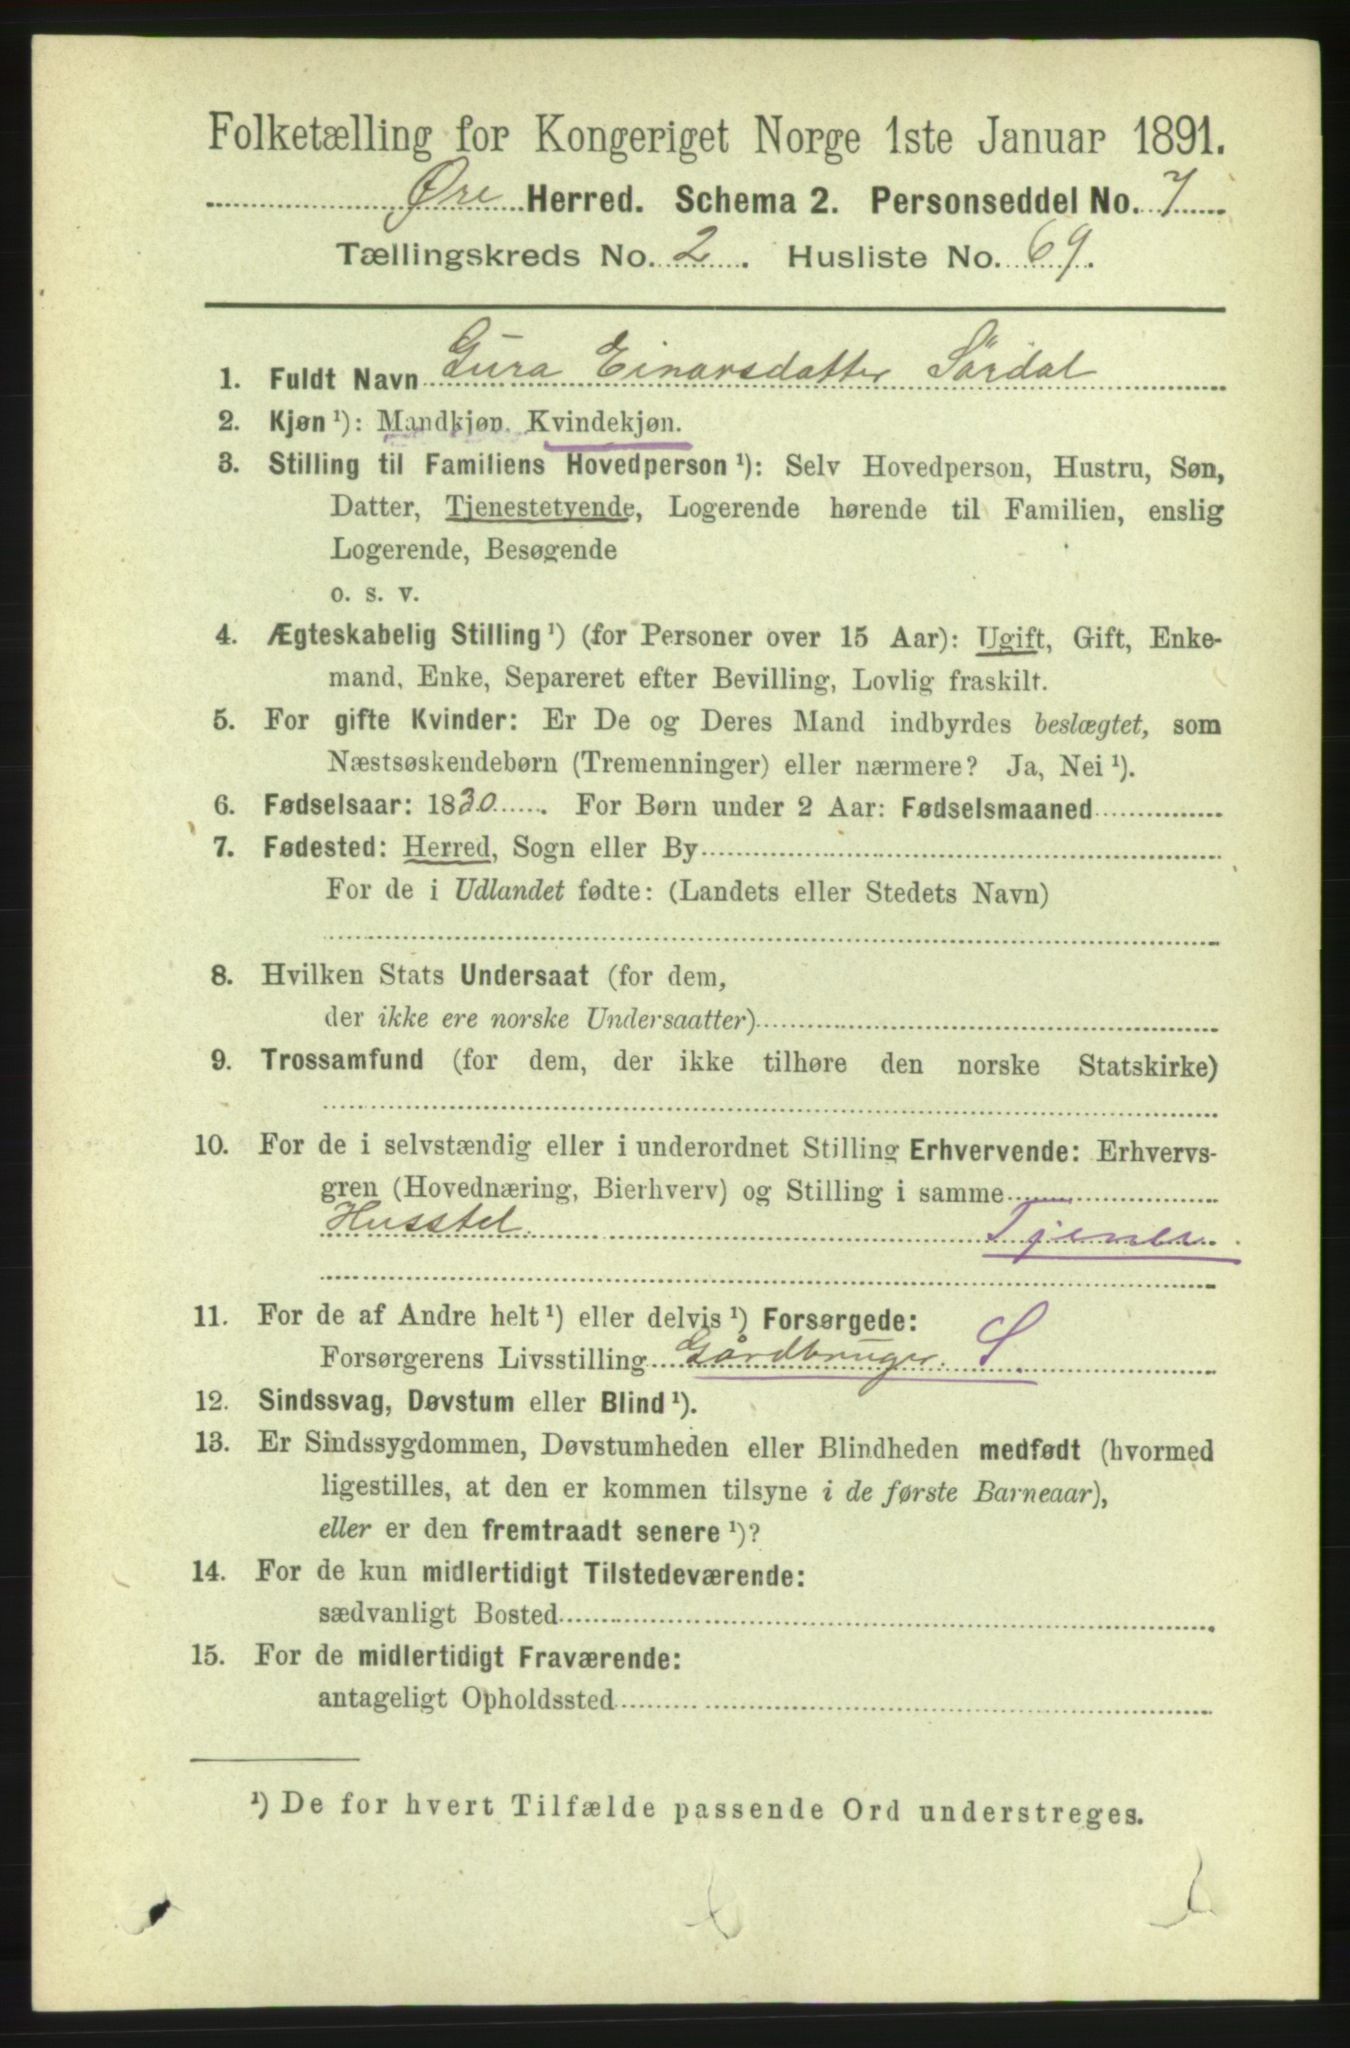 Folketælling for Kongeriget Norge 1ste Januar 1891.
Øre Herred. Schema 2. Personseddel No. 7
Tællingskreds No. 2. Husliste No. 69.
1. Fuldt Navn Gura Einarsdatter Sördal
2. Kjøn ¹): Mandkjøn. Kvindekjøn.
3. Stilling til Familiens Hovedperson ¹): Selv Hovedperson, Hustru, Søn,
Datter, Tjenestetyende, Logerende hørende til Familien, enslig
Logerende, Besøgende
o. s. v.
4. Ægteskabelig Stilling ¹) (for Personer over 15 Aar): Ugift, Gift, Enke-
mand, Enke, Separeret efter Bevilling, Lovlig fraskilt.
5. For gifte Kvinder: Er De og Deres Mand indbyrdes beslægtet, som
Næstsøskendebørn (Tremenninger) eller nærmere? Ja, Nei ¹).
6. Fødselsaar: 1830. For Børn under 2 Aar: Fødselsmaaned
7. Fødested: Herred, Sogn eller By
For de i Udlandet fødte: (Landets eller Stedets Navn)
8. Hvilken Stats Undersaat (for dem,
der ikke ere norske Undersaatter)
9. Trossamfund (for dem, der ikke tilhøre den norske Statskirke)
10. For de i selvstændig eller i underordnet Stilling Erhvervende: Erhvervs-
gren (Hovednæring, Bierhverv) og Stilling i samme
Husstel. Tjener.
11. For de af Andre helt ¹) eller delvis ¹) Forsørgede:
Forsørgerens Livsstilling Gårdbruger. S.
12. Sindssvag, Døvstum eller Blind ¹).
13. Er Sindssygdommen, Døvstumheden eller Blindheden medfødt (hvormed
ligestilles, at den er kommen tilsyne i de første Barneaar),
eller er den fremtraadt senere ¹)?
14. For de kun midlertidigt Tilstedeværende:
sædvanligt Bosted
15. For de midlertidigt Fraværende:
antageligt Opholdssted
¹) De for hvert Tilfælde passende Ord understreges.